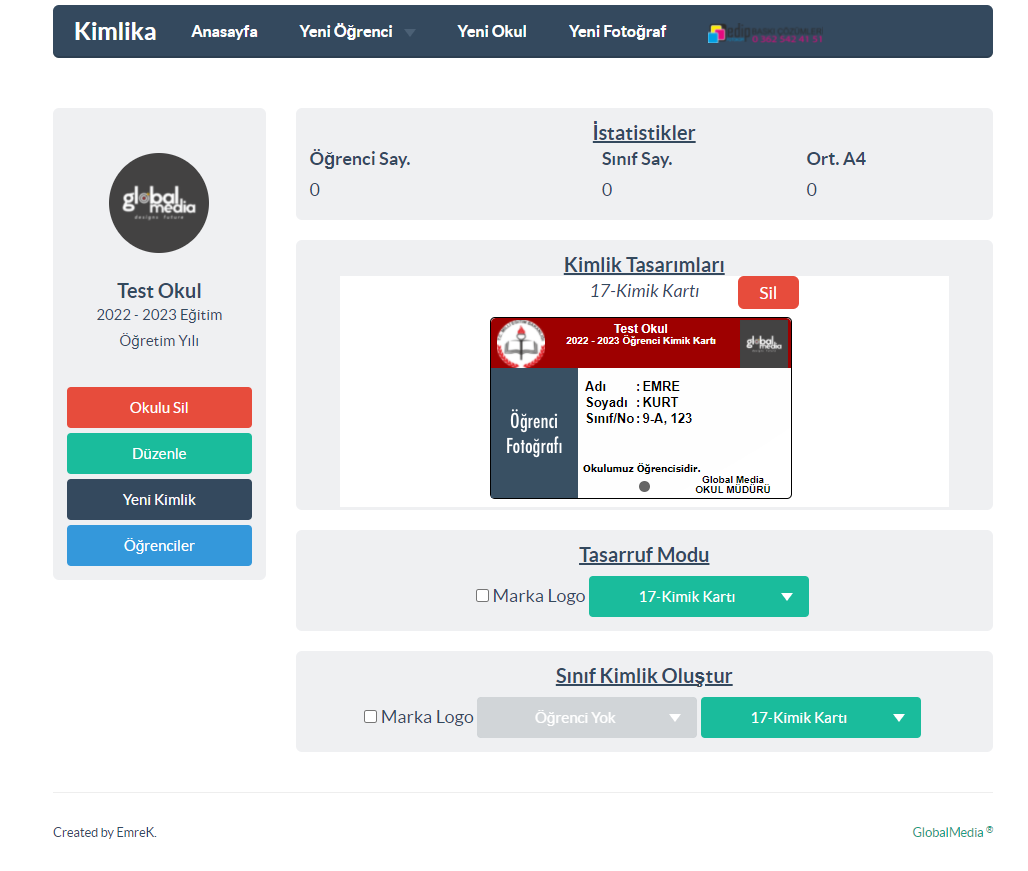 Kimlika Anasayfa Yeni Öğrenci Yeni Okul Yeni Fotoğraf
global
media
designs future
Test Okul
2022 - 2023 Eğitim
Öğretim Yılı
Okulu Sil
Düzenle
Yeni Kimlik
Öğrenciler
İstatistikler
Öğrenci Say. Sınıf Say. Ort. A4
0 0 0
Kimlik Tasarımları
17-Kimik Kartı Sil
Test Okul
2022 - 2023 Öğrenci Kimik Kartı
global
media
Adı : EMRE
Soyadı : KURT
Sınıf/No : 9-A, 123
Öğrenci
Fotoğrafı
Okulumuz Öğrencisidir.
Global Media
OKUL MÜDÜRÜ
Tasarruf Modu
Marka Logo 17-Kimik Kartı
Sınıf Kimlik Oluştur
Marka Logo Öğrenci Yok 17-Kimik Kartı
Created by EmreK. GlobalMedia ®